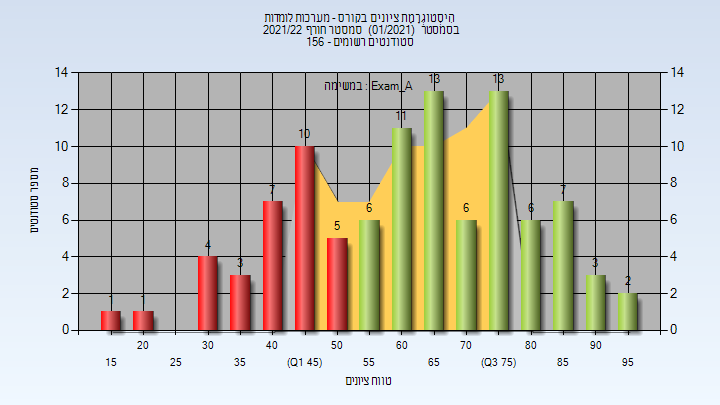 היסטוגרמת ציונים בקורס - מערכות לומדות
בסמסטר (01/2021) סמסטר חורף 2021/22
סטודנטים רשומים - 156
במשימה : Exam_A
מספר סטודנטים
14 12 10 8 6 4 2 0
1 1 4 3 7 10 5 6 11 13 6 13 6 7 3 2
14 12 10 8 6 4 2 0
20 30 40 50 60 70 80 90
15 25 35 (Q1 45) 55 65 (Q3 75) 85 95
טווח ציונים